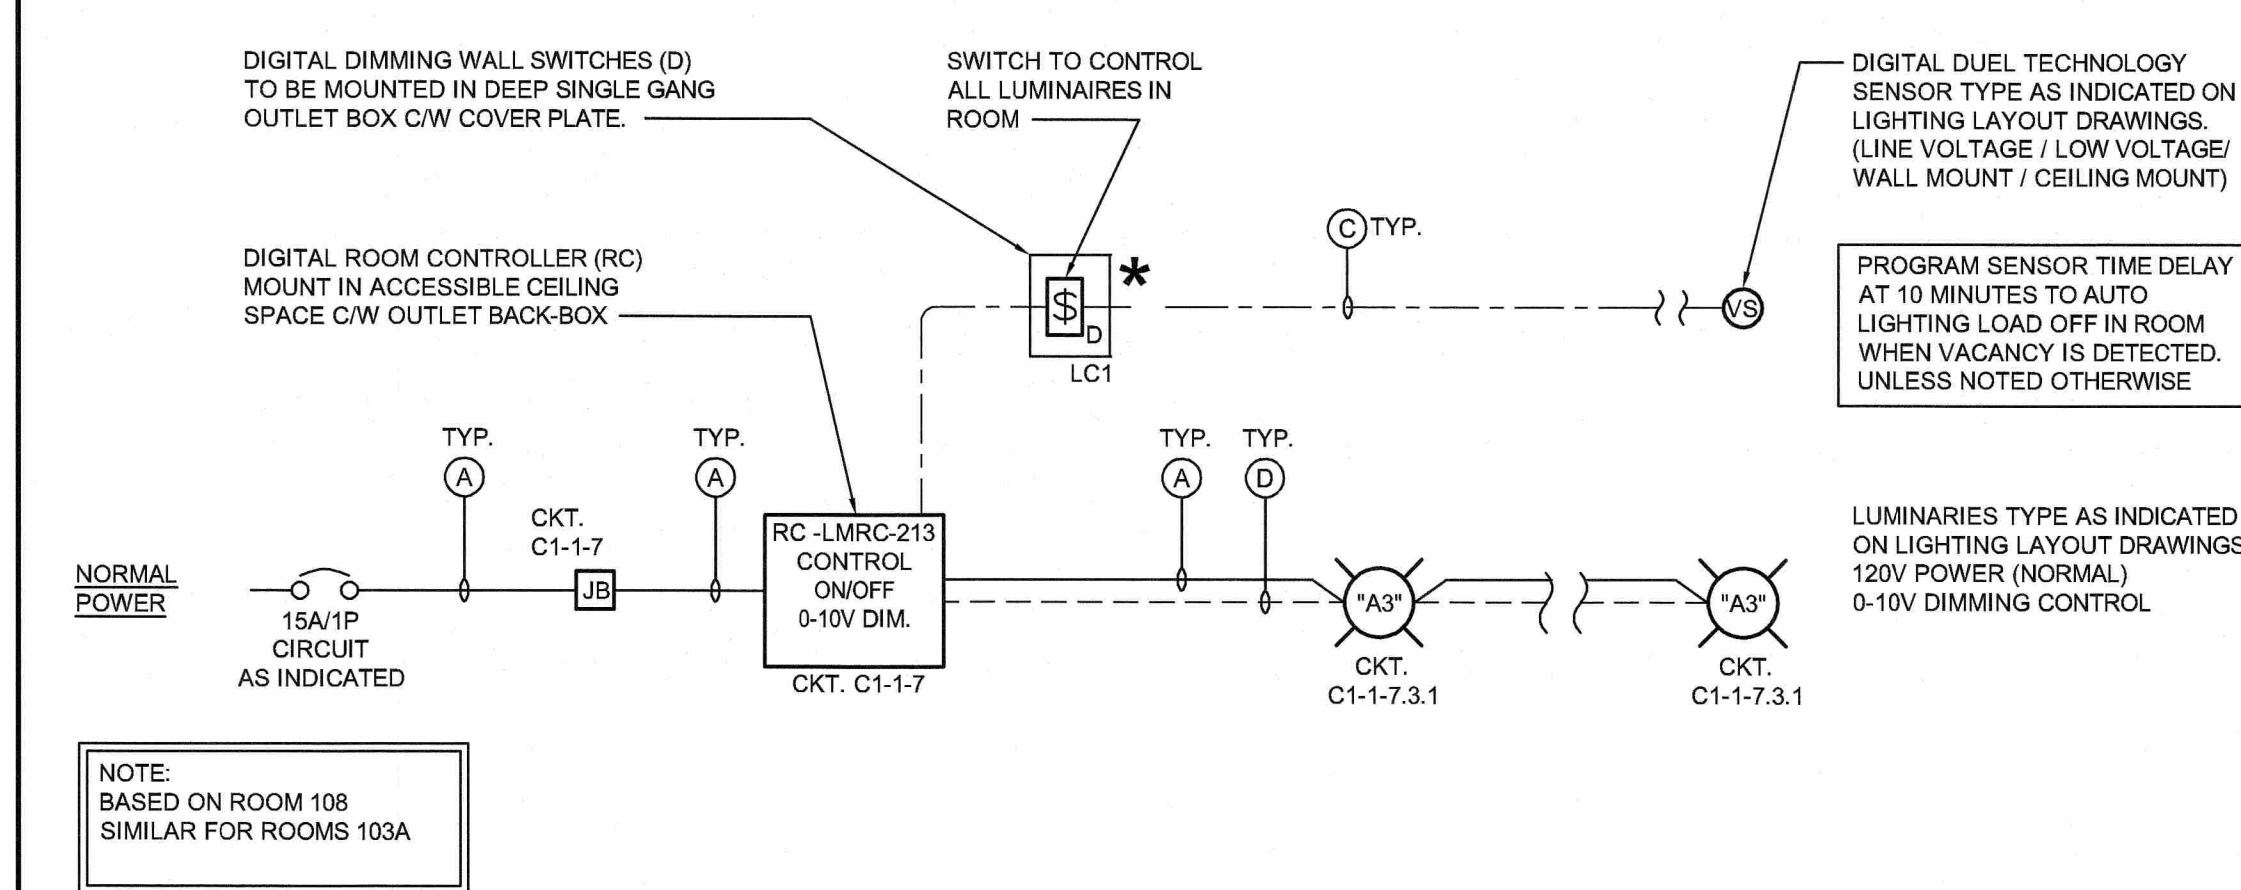 DIGITAL DIMMING WALL SWITCHES (D)
TO BE MOUNTED IN DEEP SINGLE GANG
OUTLET BOX C/W COVER PLATE.
SWITCH TO CONTROL
ALL LUMINAIRES IN
ROOM
DIGITAL DUEL TECHNOLOGY
SENSOR TYPE AS INDICATED ON
LIGHTING LAYOUT DRAWINGS.
(LINE VOLTAGE / LOW VOLTAGE/
WALL MOUNT / CEILING MOUNT)
C TYP.
DIGITAL ROOM CONTROLLER (RC)
MOUNT IN ACCESSIBLE CEILING
SPACE C/W OUTLET BACK-BOX
*
$
D
LC1
VS
PROGRAM SENSOR TIME DELAY
AT 10 MINUTES TO AUTO
LIGHTING LOAD OFF IN ROOM
WHEN VACANCY IS DETECTED.
UNLESS NOTED OTHERWISE
TYP.
A
TYP.
A
TYP.
A
TYP.
D
CKT.
C1-1-7
NORMAL
POWER
15A/1P
CIRCUIT
AS INDICATED
JB
RC -LMRC-213
CONTROL
ON/OFF
0-10V DIM.
CKT. C1-1-7
"A3"
CKT.
C1-1-7.3.1
"A3"
CKT.
C1-1-7.3.1
LUMINARIES TYPE AS INDICATED
ON LIGHTING LAYOUT DRAWINGS
120V POWER (NORMAL)
0-10V DIMMING CONTROL
NOTE:
BASED ON ROOM 108
SIMILAR FOR ROOMS 103A